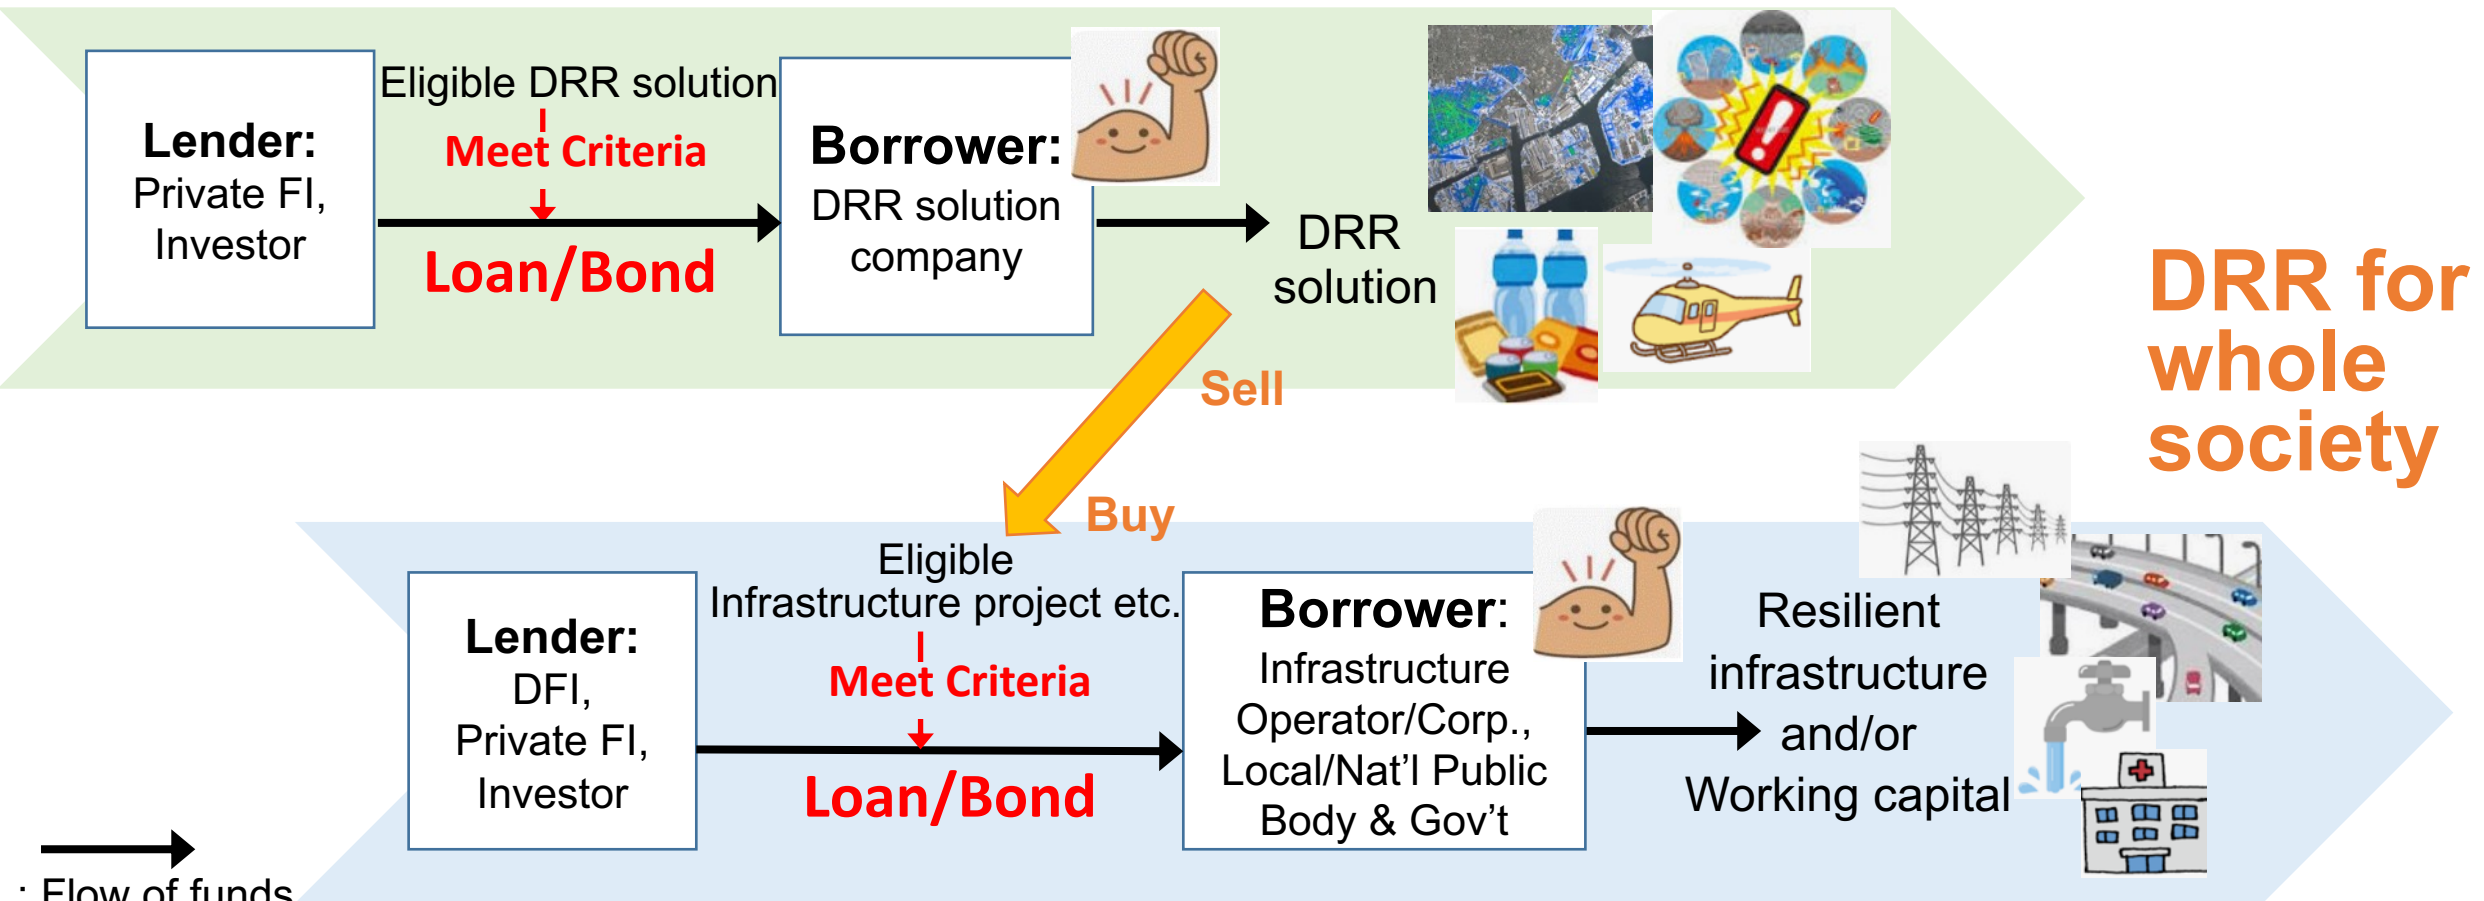 Eligible DRR solution
Meet Criteria
Lender:
Private FI,
Investor
Loan/Bond
Borrower:
DRR solution
company
DRR
solution
DRR for
whole
society
Sell
Buy
Eligible
Infrastructure project etc.
Meet Criteria
Lender:
DFI,
Private FI,
Investor
Loan/Bond
Borrower:
Infrastructure
Operator/Corp.,
Local/Nat’l Public
Body & Gov’t
Resilient
infrastructure
and/or
Working capital
: Flow of funds